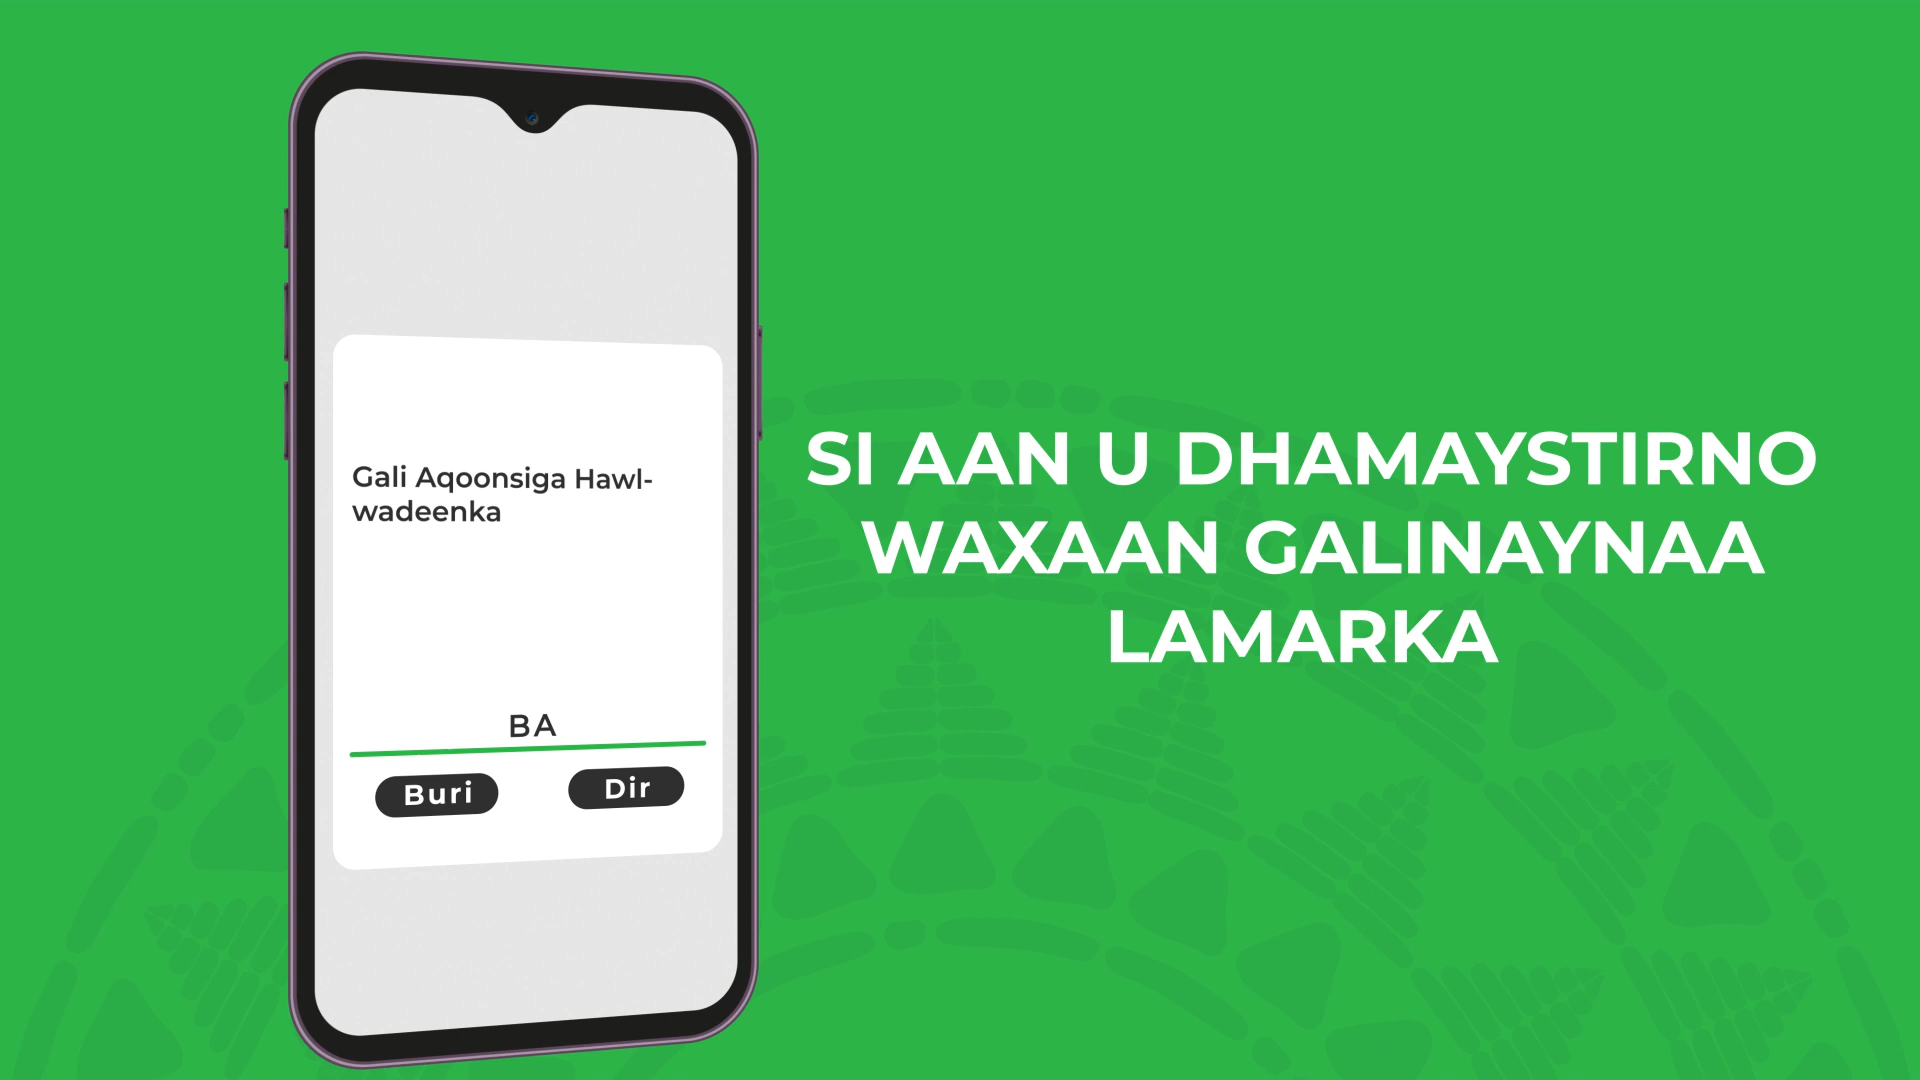 Gali Aqoonsiga Hawl-
wadeenka
BA
Buri
Dir
SI AAN U DHAMAYSTIRNO
WAXAAN GALINAYNAA
LAMARKA